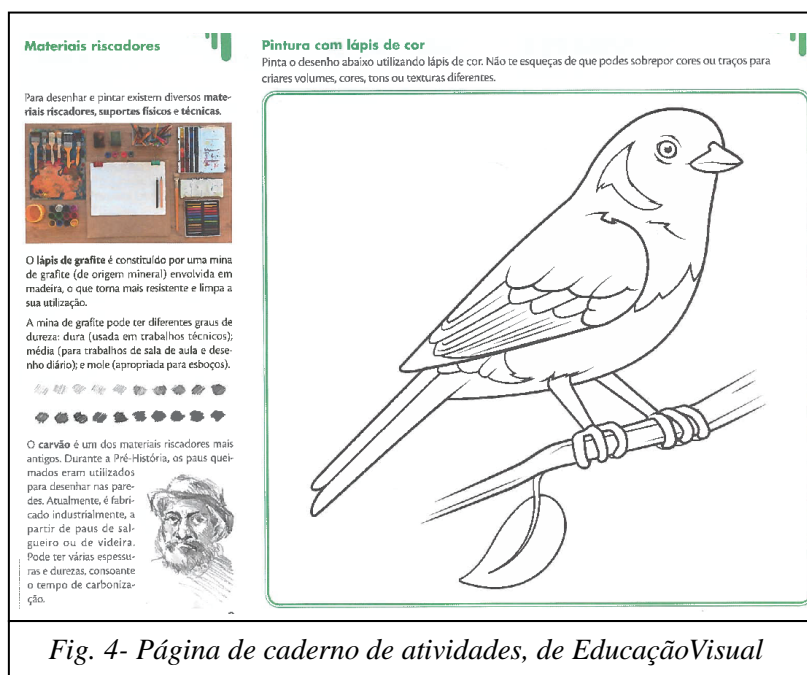 Materiais riscadores
Para desenhar e pintar existem diversos mate-
riais riscadores, suportes físicos e técnicas.
O lápis de grafite é constituído por uma mina
de grafite (de origem mineral) envolvida em
madeira, o que torna mais resistente e limpa a
sua utilização.
A mina de grafite pode ter diferentes graus de
dureza: dura (usada em trabalhos técnicos);
média (para trabalhos de sala de aula e dese-
nho diário); e mole (apropriada para esboços).
O carvão é um dos materiais riscadores mais
antigos. Durante a Pré-História, os paus quei-
mados eram utilizados
para desenhar nas pare-
des. Atualmente, é fabri-
cado industrialmente, a
partir de paus de sal-
gueiro ou de videira.
Pode ter várias espessu-
ras e durezas, consoante
o tempo de carboniza-
ção.
Pintura com lápis de cor
Pinta o desenho abaixo utilizando lápis de cor. Não te esqueças de que podes sobrepor cores ou traços para
criares volumes, cores, tons ou texturas diferentes.
Fig. 4- Página de caderno de atividades, de EducaçãoVisual